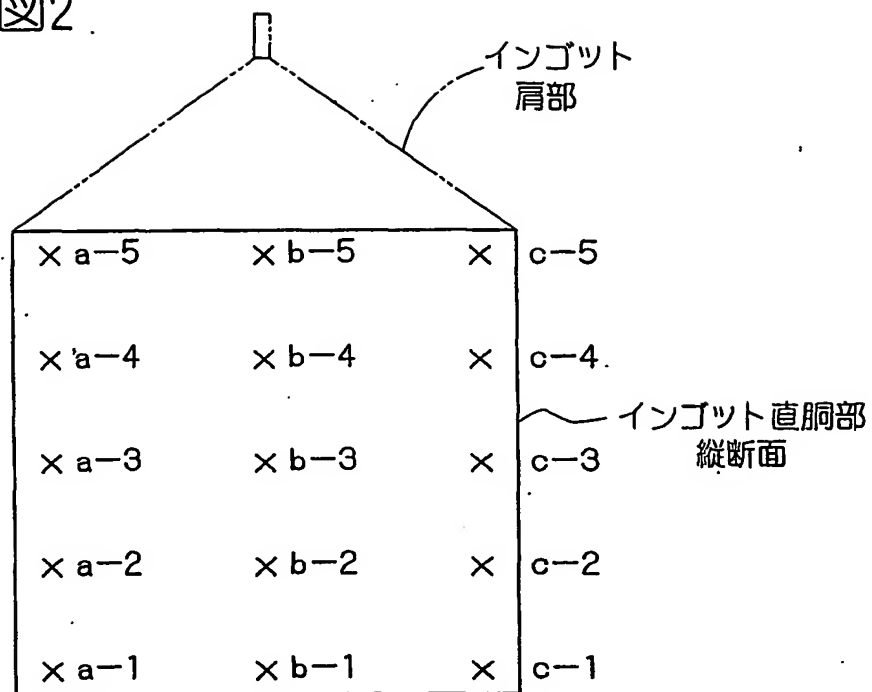 図2
インゴット
肩部
× a-5 × b-5 × c-5
× a-4 × b-4 × c-4
インゴット直胴部
縦断面
× a-3 × b-3 × c-3
× a-2 × b-2 × c-2
× a-1 × b-1 × c-1